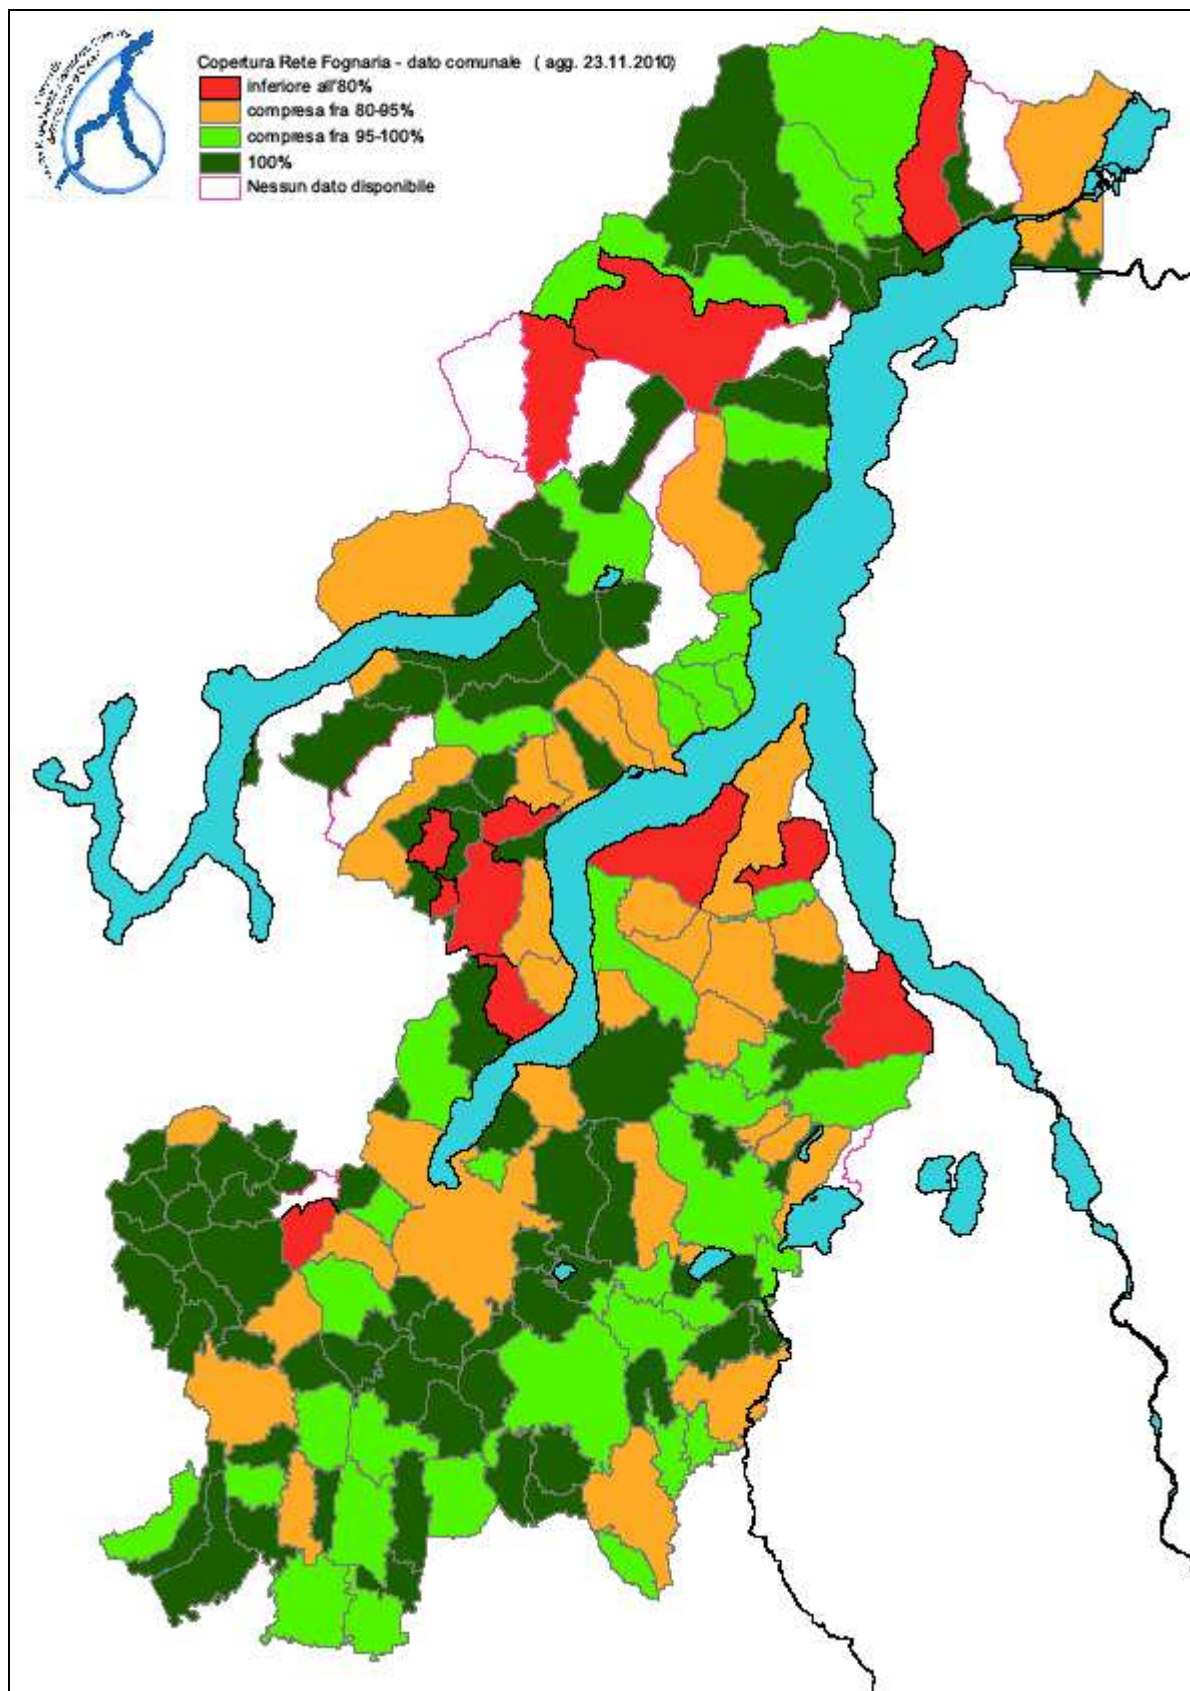 Copertura Rete Fognaria - dato comunale ( agg. 23.11.2010)
inferiore all'80%
compresa fra 80-95%
compresa fra 95-100%
100%
Nessun dato disponibile